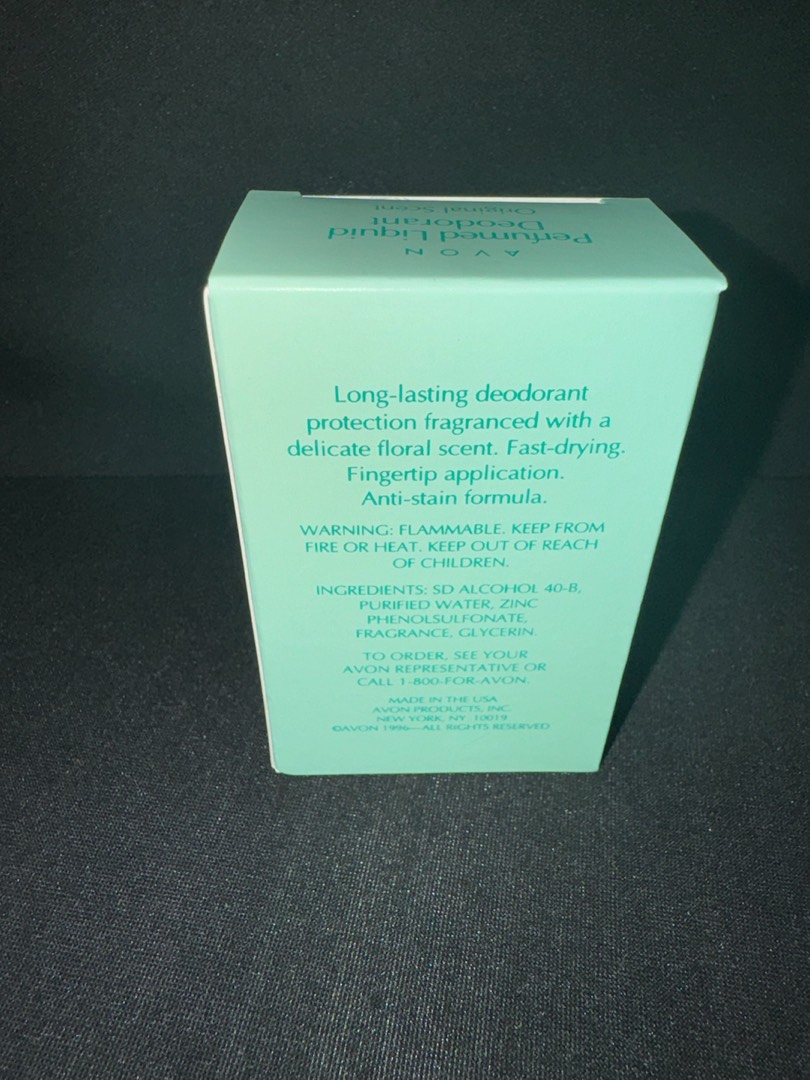 AVON
Perfumed Liquid
Deodorant
Original Scent
Long-lasting deodorant
protection fragranced with a
delicate floral scent. Fast-drying.
Fingertip application.
Anti-stain formula.
WARNING: FLAMMABLE. KEEP FROM
FIRE OR HEAT. KEEP OUT OF REACH
OF CHILDREN.
INGREDIENTS: SD ALCOHOL 40-B,
PURIFIED WATER, ZINC
PHENOLSULFONATE,
FRAGRANCE, GLYCERIN.
TO ORDER, SEE YOUR
AVON REPRESENTATIVE OR
CALL 1-800-FOR-AVON.
MADE IN THE USA
AVON PRODUCTS, INC.
NEW YORK, NY 10019
©AVON 1996—ALL RIGHTS RESERVED